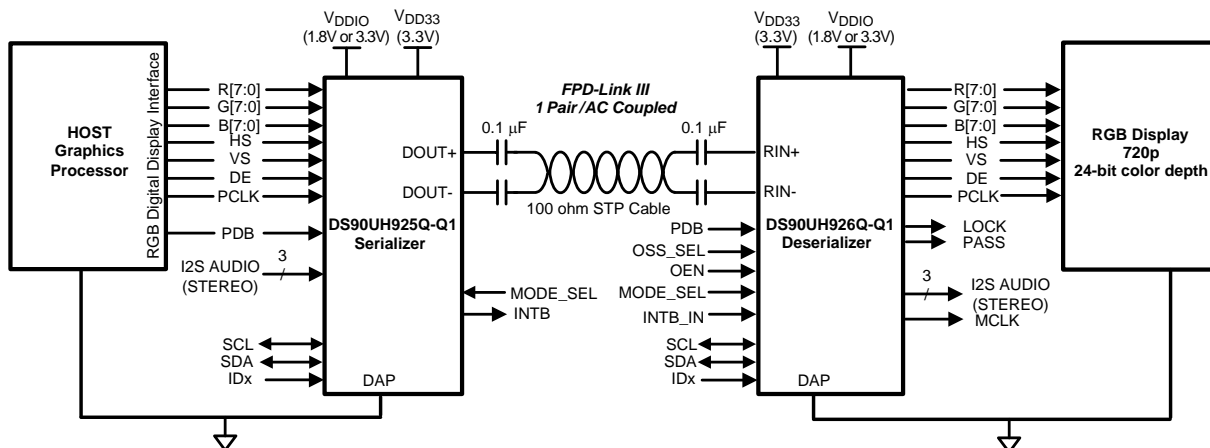 VDDIO
(1.8V or 3.3V)
VDD33
(3.3V)
VDD33
(3.3V)
VDDIO
(1.8V or 3.3V)
HOST
Graphics
Processor
RGB Digital Display Interface
R[7:0]
G[7:0]
B[7:0]
HS
VS
DE
PCLK
PDB
3
I2S AUDIO
(STEREO)
SCL
SDA
IDx
DOUT+
DOUT-
DS90UH925Q-Q1
Serializer
MODE_SEL
INTB
DAP
FPD-Link III
1 Pair /AC Coupled
0.1 μF
0.1 μF
100 ohm STP Cable
PDB
OSS_SEL
OEN
MODE_SEL
INTB_IN
SCL
SDA
IDx
RIN+
RIN-
DS90UH926Q-Q1
Deserializer
DAP
R[7:0]
G[7:0]
B[7:0]
HS
VS
DE
PCLK
LOCK
PASS
3
I2S AUDIO
(STEREO)
MCLK
RGB Display
720p
24-bit color depth